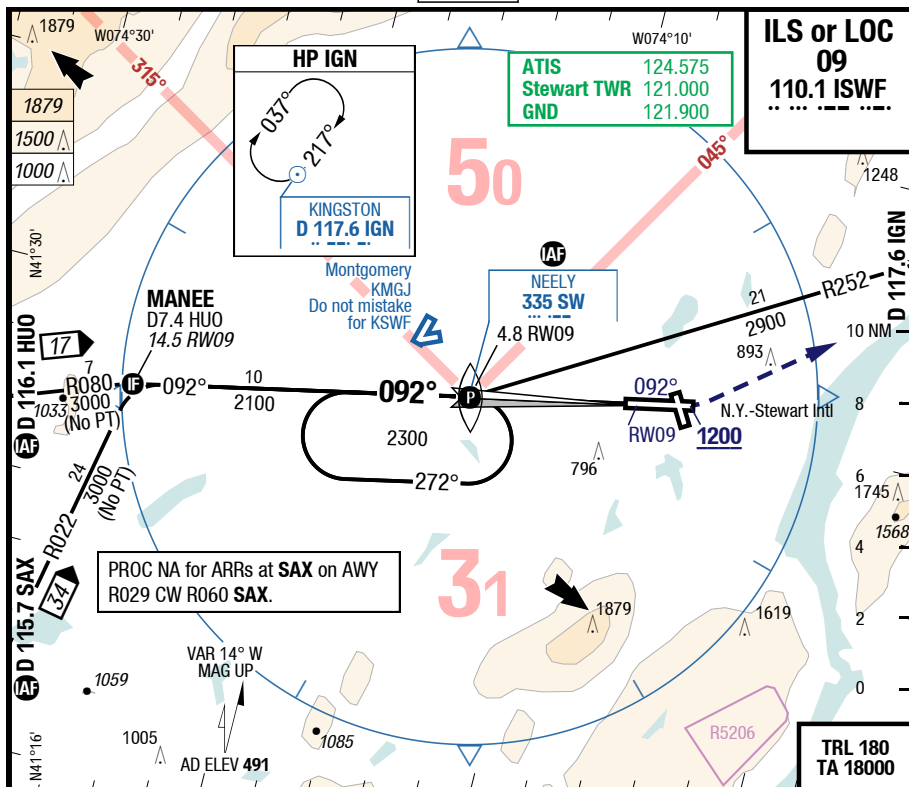 1879
W074°30'
315°
HP IGN
037°
217°
KINGSTON
D 117.6 IGN
ATIS 124.575
Stewart TWR 121.000
GND 121.900
W074°10'
ILS or LOC
09
110.1 ISWF
1879
1500
1000
50
045°
1248
N41°30'
Montgomery
KMGJ
Do not mistake
for KSWF
IAF
NEELY
335 SW
4.8 RW09
D 117.6 IGN
R252
21
2900
10 NM
893
MANEE
D7.4 HUO
14.5 RW09
IAF D 116.1 HUO
17
7
R080
3000
(No PT)
1033
IF
092°
10
2100
092°
P
092°
RW09
1200
N.Y.-Stewart Intl
8
2300
272°
796
6
1745
1568
4
24
3000
(No PT)
R022
34
IAF D 115.7 SAX
PROC NA for ARRs at SAX on AWY
R029 CW R060 SAX.
31
1879
1619
2
VAR 14° W
MAG UP
1059
0
1005
1085
R5206
AD ELEV 491
N41°16'
TRL 180
TA 18000